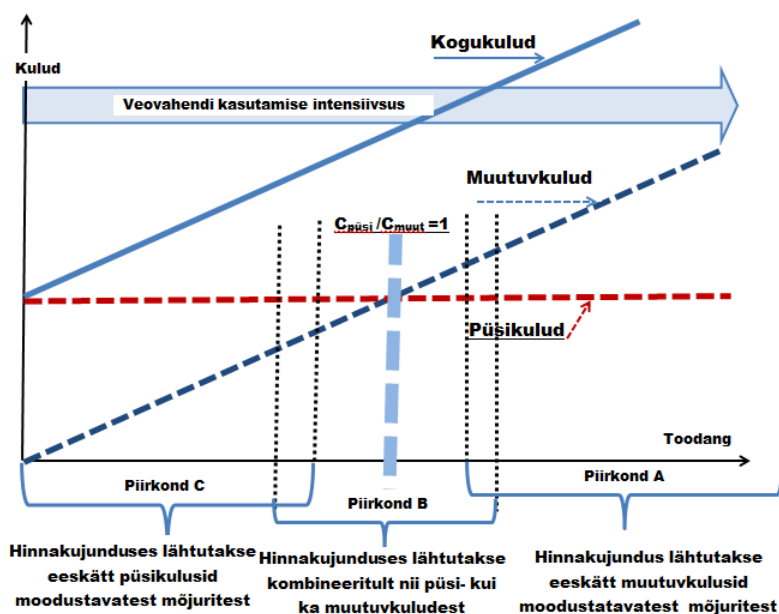 Kogukulud
Kulud
Veovahendi kasutamise intensiivsus
Muutuvkulud
Cpüsi /Cmuut =1
Püsikulud
Toodang
Piirkond C
Piirkond B
Piirkond A
Hinnakujunduses lähtutakse
eeskätt püsikulusid
moodustavatest mõjuritest
Hinnakujunduses lähtutakse
kombineeritult nii püsi- kui
ka muutuvkuludest
Hinnakujundus lähtutakse
eeskätt muutuvkulusid
moodustatavatest mõjuritest